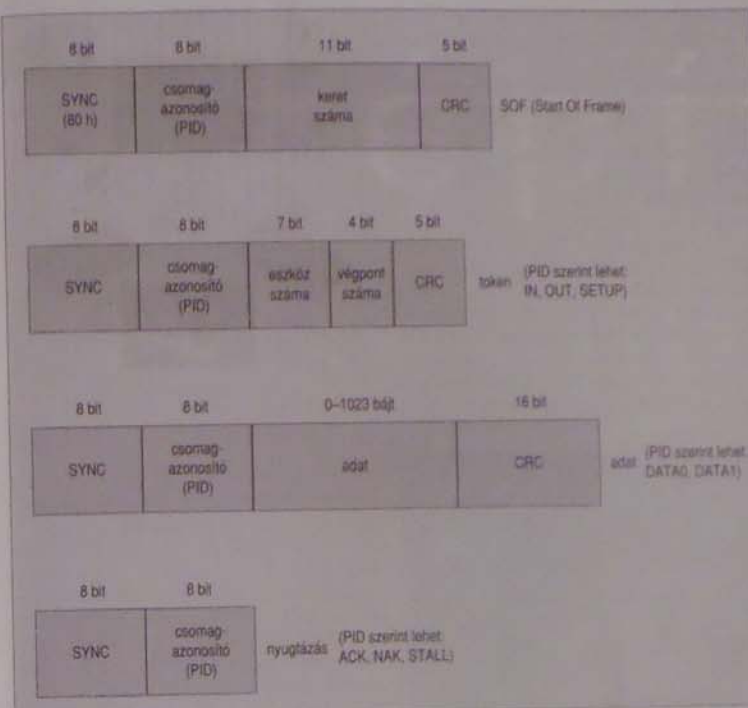 8 bit 8 bit 11 bit 5 bit
SYNC
(80 h)
csomag-
azonosító
(PID)
keret
száma
CRC
SOF (Start Of Frame)
8 bit 8 bit 7 bit 4 bit 5 bit
SYNC
csomag-
azonosító
(PID)
eszköz
száma
végpont
száma
CRC
token
(PID szerint lehet:
IN, OUT, SETUP)
8 bit 8 bit 0–1023 bájt 16 bit
SYNC
csomag-
azonosító
(PID)
adat
CRC
adat
(PID szerint lehet:
DATA0, DATA1)
8 bit 8 bit
SYNC
csomag-
azonosító
(PID)
nyugtázás
(PID szerint lehet:
ACK, NAK, STALL)